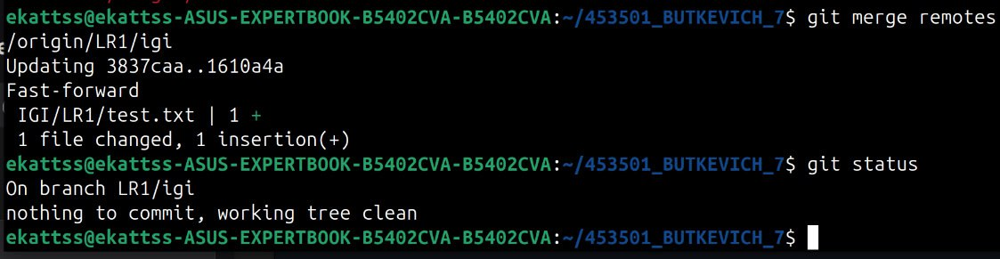 ekattss@ekattss-ASUS-EXPERTBOOK-B5402CVA-B5402CVA:~/453501_BUTKEVICH_7$ git merge remotes
/origin/LR1/igi
Updating 3837caa..1610a4a
Fast-forward
 IGI/LR1/test.txt | 1 +
 1 file changed, 1 insertion(+)
ekattss@ekattss-ASUS-EXPERTBOOK-B5402CVA-B5402CVA:~/453501_BUTKEVICH_7$ git status
On branch LR1/igi
nothing to commit, working tree clean
ekattss@ekattss-ASUS-EXPERTBOOK-B5402CVA-B5402CVA:~/453501_BUTKEVICH_7$